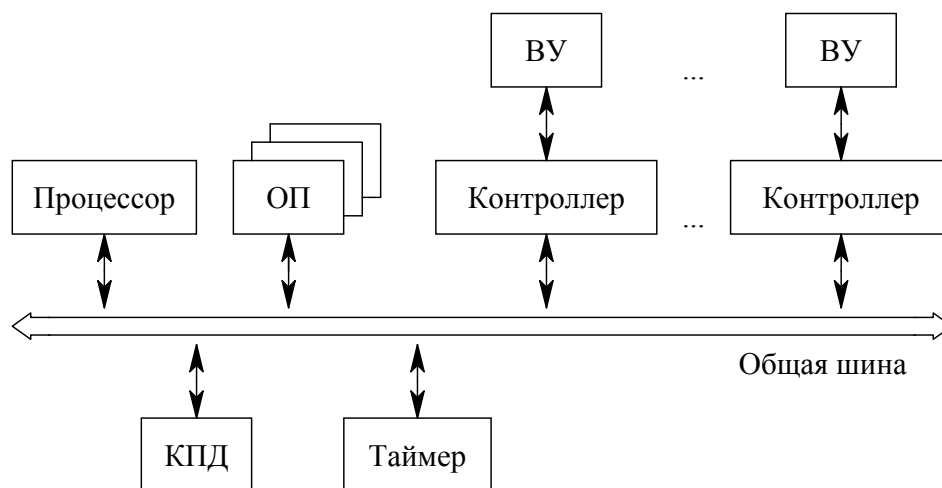 ВУ
...
ВУ
Процессор
ОП
Контроллер
...
Контроллер
Общая шина
КПД
Таймер